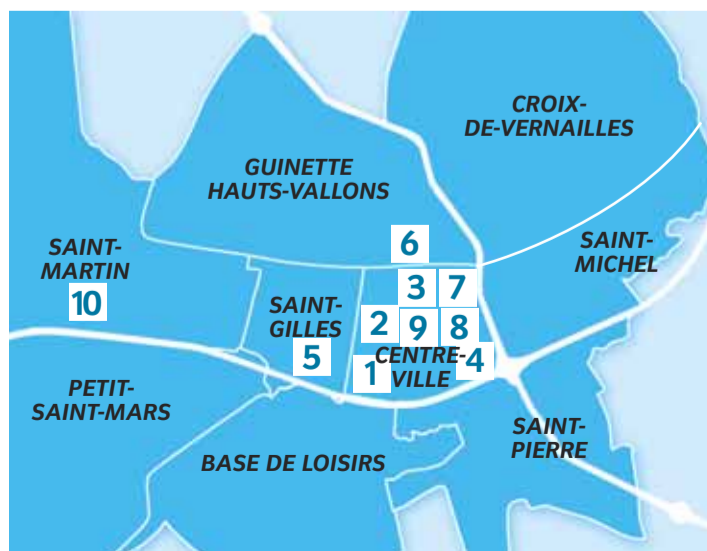 CROIX-
DE-VERNAILLES
GUINETTE
HAUTS-VALLONS
6
SAINT-
MICHEL
SAINT-
MARTIN
10
3
7
SAINT-
GILLES
2
9
8
5
1
CENTRE-
VILLE
4
PETIT-
SAINT-MARS
SAINT-
PIERRE
BASE DE LOISIRS